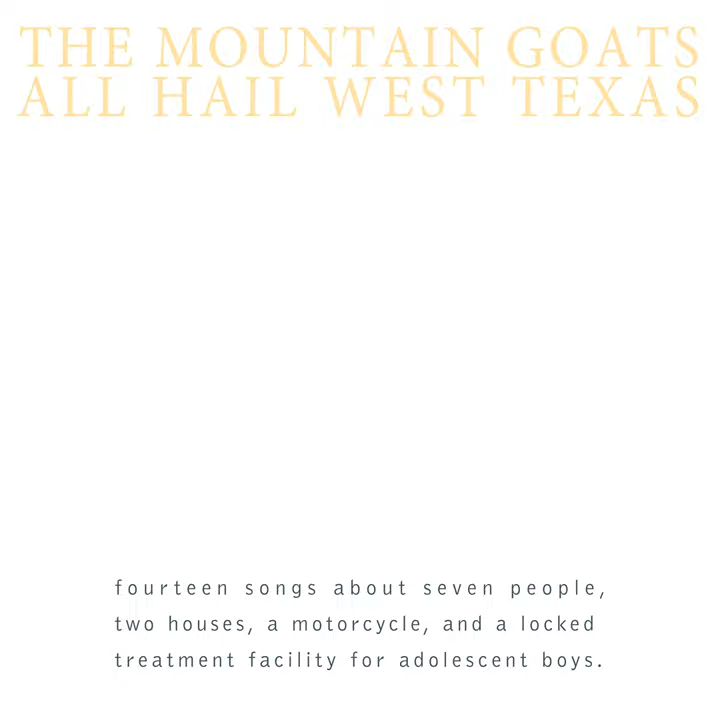 THE MOUNTAIN GOATS
ALL HAIL WEST TEXAS
fourteen songs about seven people,
two houses, a motorcycle, and a locked
treatment facility for adolescent boys.